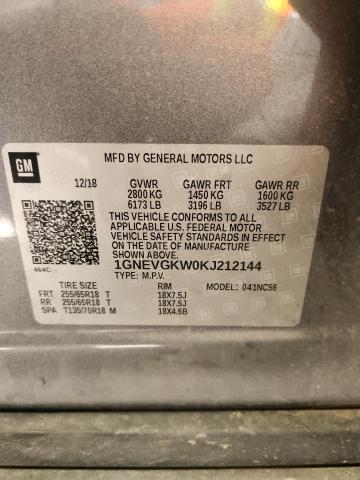 GM
MFD BY GENERAL MOTORS LLC
12/18 GVWR GAWR FRT GAWR RR
2800 KG 1450 KG 1600 KG
6173 LB 3196 LB 3527 LB
THIS VEHICLE CONFORMS TO ALL
APPLICABLE U.S. FEDERAL MOTOR
VEHICLE SAFETY STANDARDS IN EFFECT
ON THE DATE OF MANUFACTURE
SHOWN ABOVE.
464C
1GNEVGKW0KJ212144
TYPE: M.P.V.
TIRE SIZE RIM MODEL: 041NC56
FRT 255/65R18 T 18X7.5J
RR 255/65R18 T 18X7.5J
SPA T135/70R18 M 18X4.5B